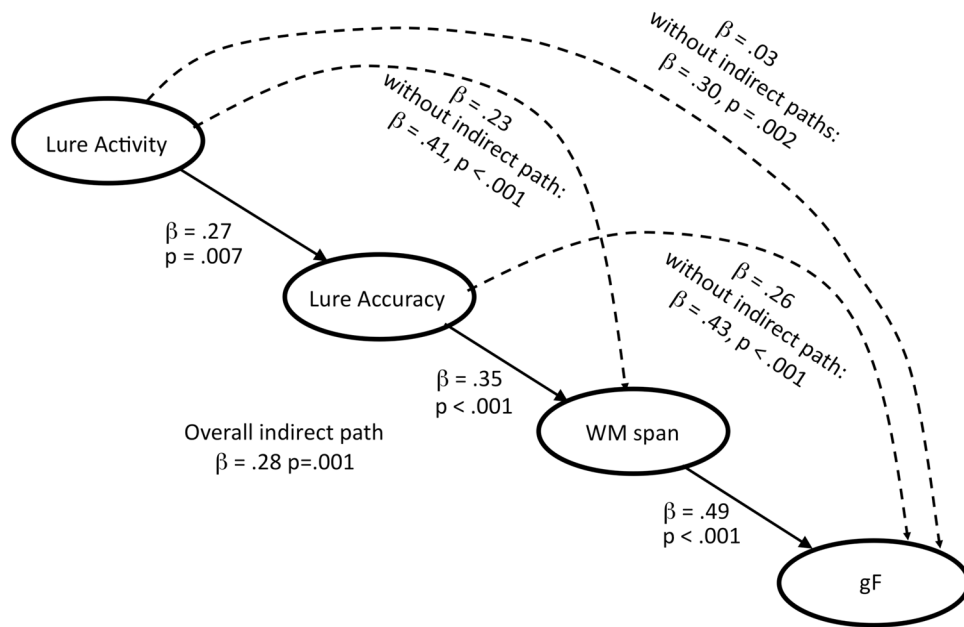 β = .03
without indirect paths:
β = .30, p = .002
β = .23
without indirect path:
β = .41, p < .001
Lure Activity
β = .27
p = .007
β = .26
without indirect path:
β = .43, p < .001
Lure Accuracy
β = .35
p < .001
Overall indirect path
β = .28 p=.001
WM span
β = .49
p < .001
gF